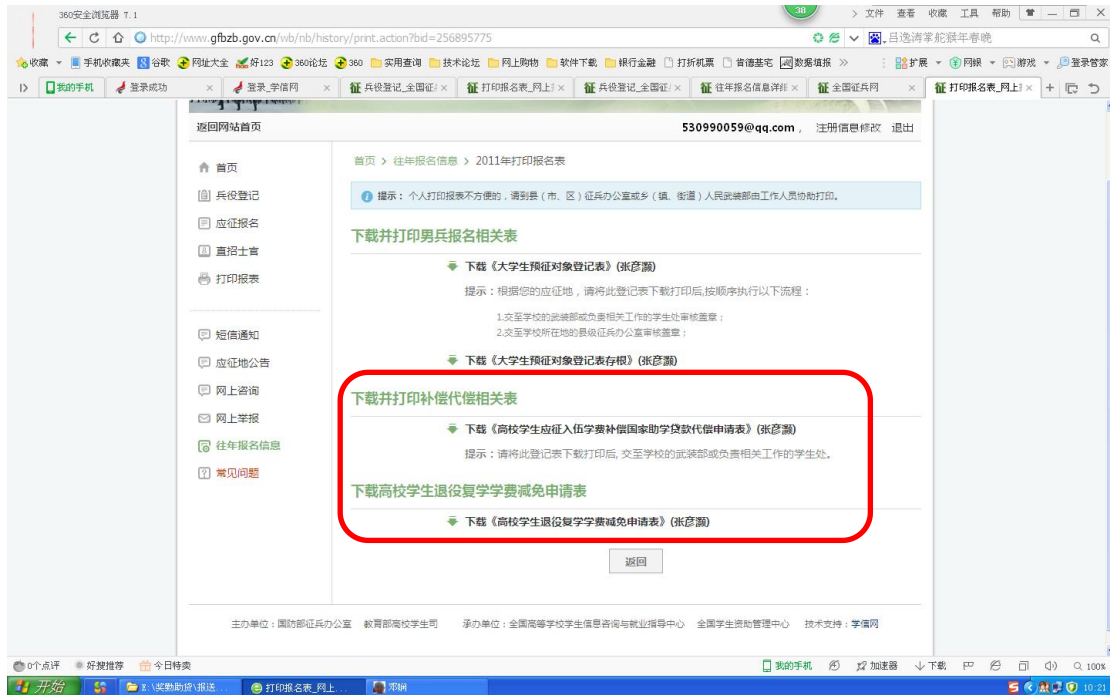 360安全浏览器 7.1
38
文件 查看 收藏 工具 帮助
http://www.gfbzb.gov.cn/wb/nb/history/print.action?bid=256895775
吕逸涛掌舵猴年春晚
收藏 手机收藏夹 谷歌 网址大全 好123 360论坛 360 实用查询 技术论坛 网上购物 软件下载 银行金融 打折机票 肯德基宅 数据填报 扩展 网银 游戏 登录管家
我的手机 登录成功 登录_学信网 兵役登记_全国征 打印报名表_网上 兵役登记_全国征 往年报名信息详 全国征兵网 打印报名表_网上
返回网站首页
530990059@qq.com , 注册信息修改 退出
首页 > 往年报名信息 > 2011年打印报名表
首页
兵役登记
应征报名
直招士官
打印报表
短信通知
应征地公告
网上咨询
网上举报
往年报名信息
常见问题
提示：个人打印报表不方便的，请到县（市、区）征兵办公室或乡（镇、街道）人民武装部由工作人员协助打印。
下载并打印男兵报名相关表
下载《大学生预征对象登记表》(张彦灏)
提示：根据您的应征地，请将此登记表下载打印后,按顺序执行以下流程：
1.交至学校的武装部或负责相关工作的学生处审核盖章；
2.交至学校所在地的县级征兵办公室审核盖章；
下载《大学生预征对象登记表存根》(张彦灏)
下载并打印补偿代偿相关表
下载《高校学生应征入伍学费补偿国家助学贷款代偿申请表》(张彦灏)
提示：请将此登记表下载打印后, 交至学校的武装部或负责相关工作的学生处。
下载高校学生退役复学学费减免申请表
下载《高校学生退役复学学费减免申请表》(张彦灏)
返回
主办单位：国防部征兵办公室 教育部高校学生司 承办单位：全国高等学校学生信息咨询与就业指导中心 全国学生资助管理中心 技术支持：学信网
0个点评 好搜推荐 今日特卖 我的手机 加速器 下载 100%
开始 E:\奖勤助贷\报送... 打印报名表_网上... 邓娴 10:21